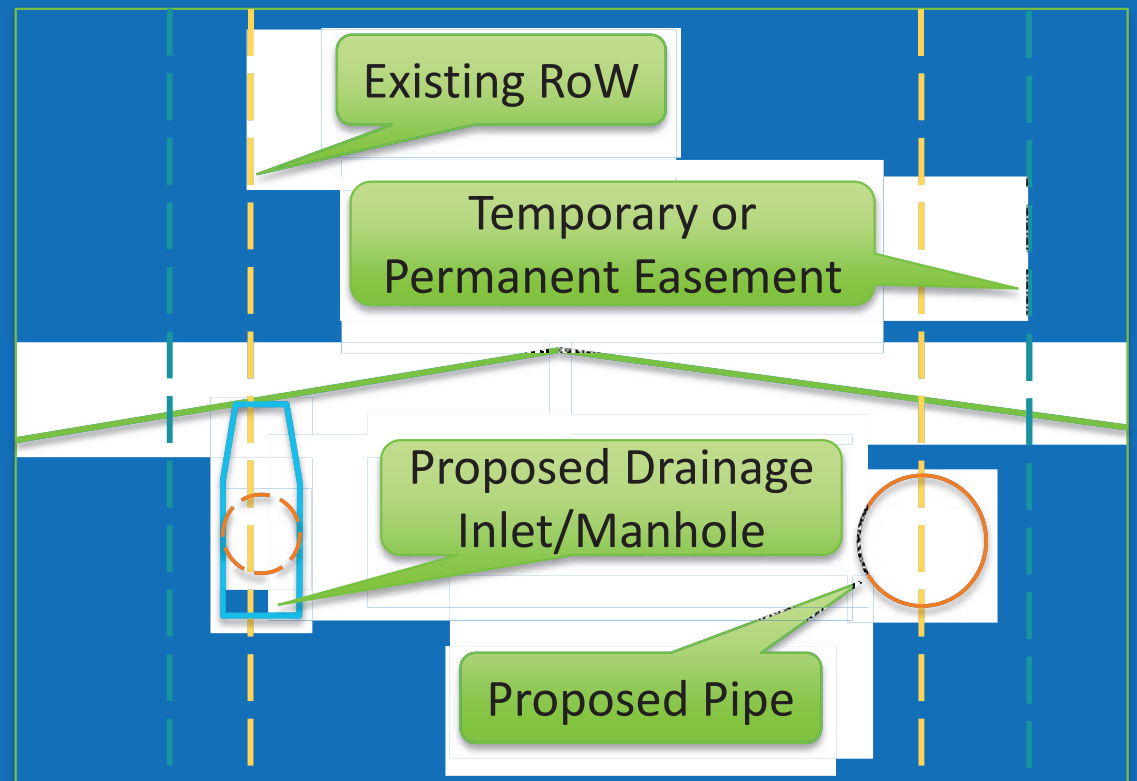 Existing RoW
Temporary or
Permanent Easement
Proposed Drainage
Inlet/Manhole
Proposed Pipe